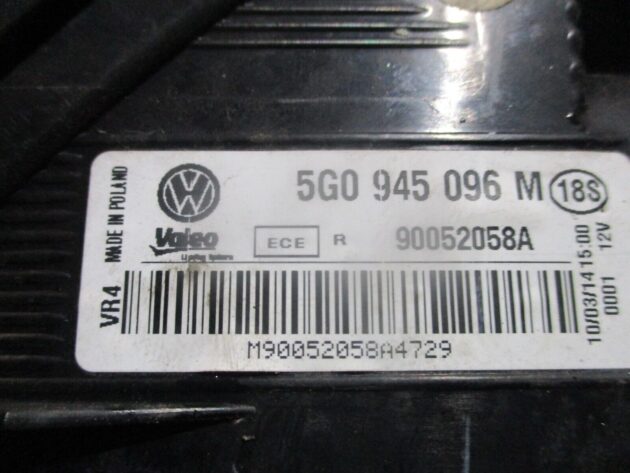 MADE IN POLAND
VR4
VW
5G0 945 096 M
18S
Valeo
ECE
R
90052058A
M90052058A4729
10/03/14 15:00
0001 12V